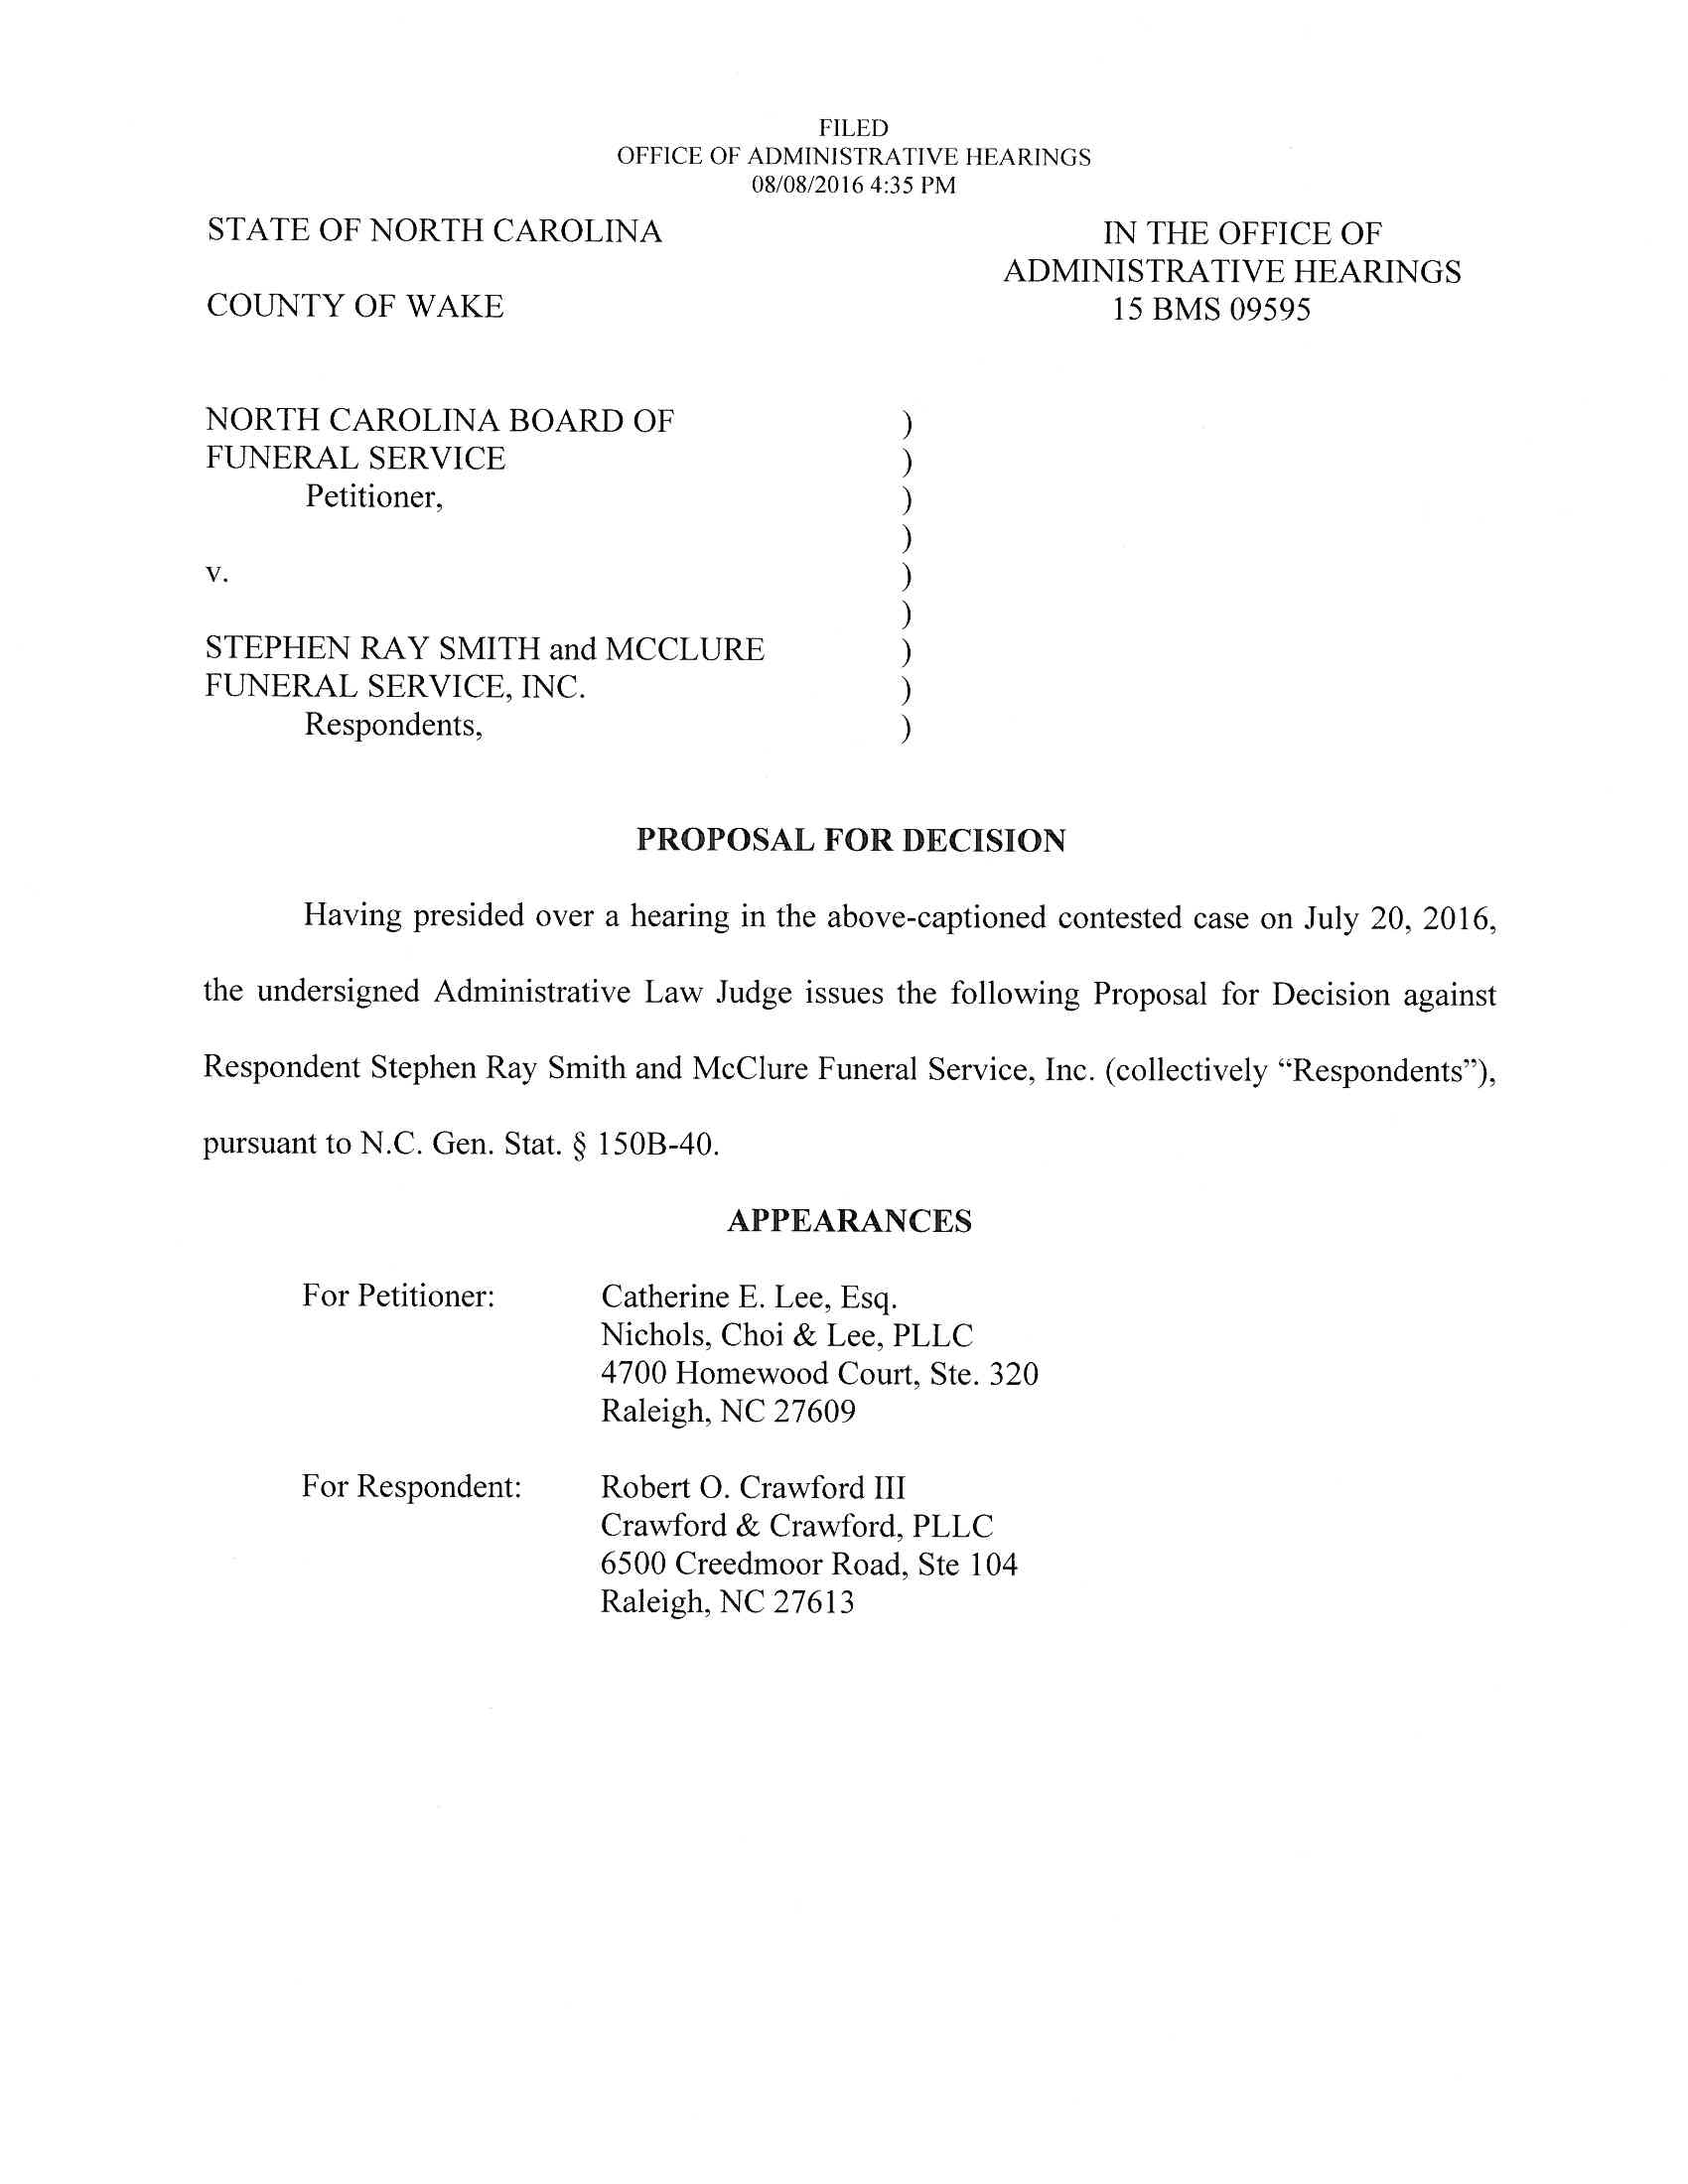 FILED
OFFICE OF ADMINISTRATIVE HEARINGS
08/08/2016 4:35 PM
STATE OF NORTH CAROLINA
COUNTY OF WAKE
IN THE OFFICE OF
ADMINISTRATIVE HEARINGS
15 BMS 09595
NORTH CAROLINA BOARD OF )
FUNERAL SERVICE )
Petitioner, )
)
v. )
)
STEPHEN RAY SMITH and MCCLURE )
FUNERAL SERVICE, INC. )
Respondents, )
PROPOSAL FOR DECISION
Having presided over a hearing in the above-captioned contested case on July 20, 2016,
the undersigned Administrative Law Judge issues the following Proposal for Decision against
Respondent Stephen Ray Smith and McClure Funeral Service, Inc. (collectively “Respondents”),
pursuant to N.C. Gen. Stat. § 150B-40.
APPEARANCES
For Petitioner: Catherine E. Lee, Esq.
Nichols, Choi & Lee, PLLC
4700 Homewood Court, Ste. 320
Raleigh, NC 27609
For Respondent: Robert O. Crawford III
Crawford & Crawford, PLLC
6500 Creedmoor Road, Ste 104
Raleigh, NC 27613